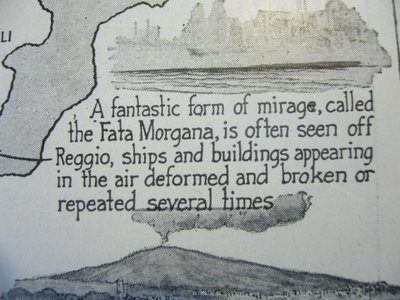 LI
A fantastic form of mirage, called
the Fata Morgana, is often seen off
Reggio, ships and buildings appearing
in the air deformed and broken or
repeated several times